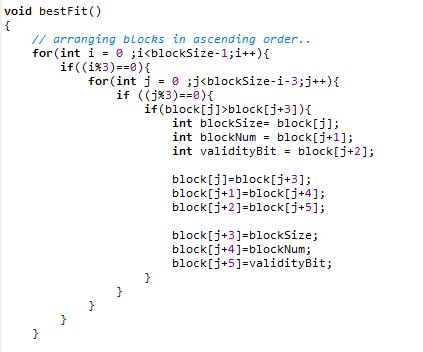 void bestFit()
{
    // arranging blocks in ascending order..
    for(int i = 0 ;i<blockSize-1;i++){
        if((i%3)==0){
            for(int j = 0 ;j<blockSize-i-3;j++){
                if ((j%3)==0){
                    if(block[j]>block[j+3]){
                        int blockSize= block[j];
                        int blockNum = block[j+1];
                        int validityBit = block[j+2];

                        block[j]=block[j+3];
                        block[j+1]=block[j+4];
                        block[j+2]=block[j+5];

                        block[j+3]=blockSize;
                        block[j+4]=blockNum;
                        block[j+5]=validityBit;
                    }
                }
            }
        }
    }